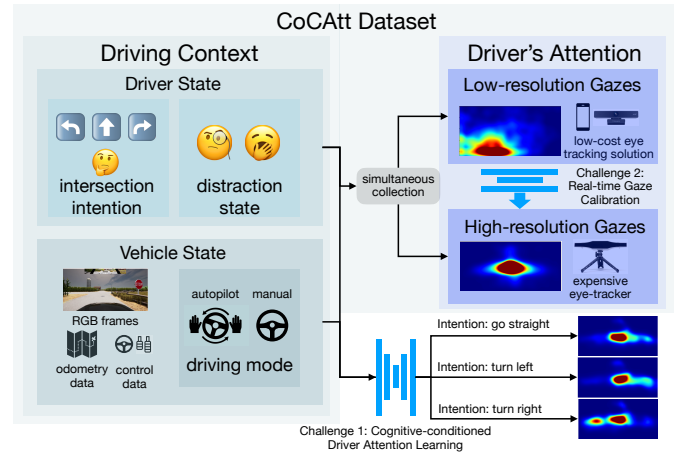 CoCAtt Dataset
Driving Context
Driver State
intersection
intention
distraction
state
Vehicle State
RGB frames
odometry
data
control
data
autopilot
manual
driving mode
simultaneous
collection
Driver's Attention
Low-resolution Gazes
low-cost eye
tracking solution
Challenge 2:
Real-time Gaze
Calibration
High-resolution Gazes
expensive
eye-tracker
Intention: go straight
Intention: turn left
Intention: turn right
Challenge 1: Cognitive-conditioned
Driver Attention Learning